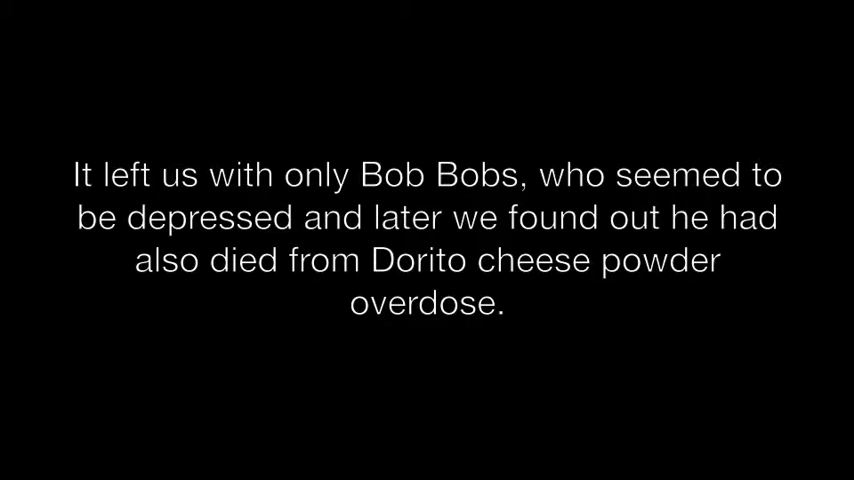 It left us with only Bob Bobs, who seemed to
be depressed and later we found out he had
also died from Dorito cheese powder
overdose.